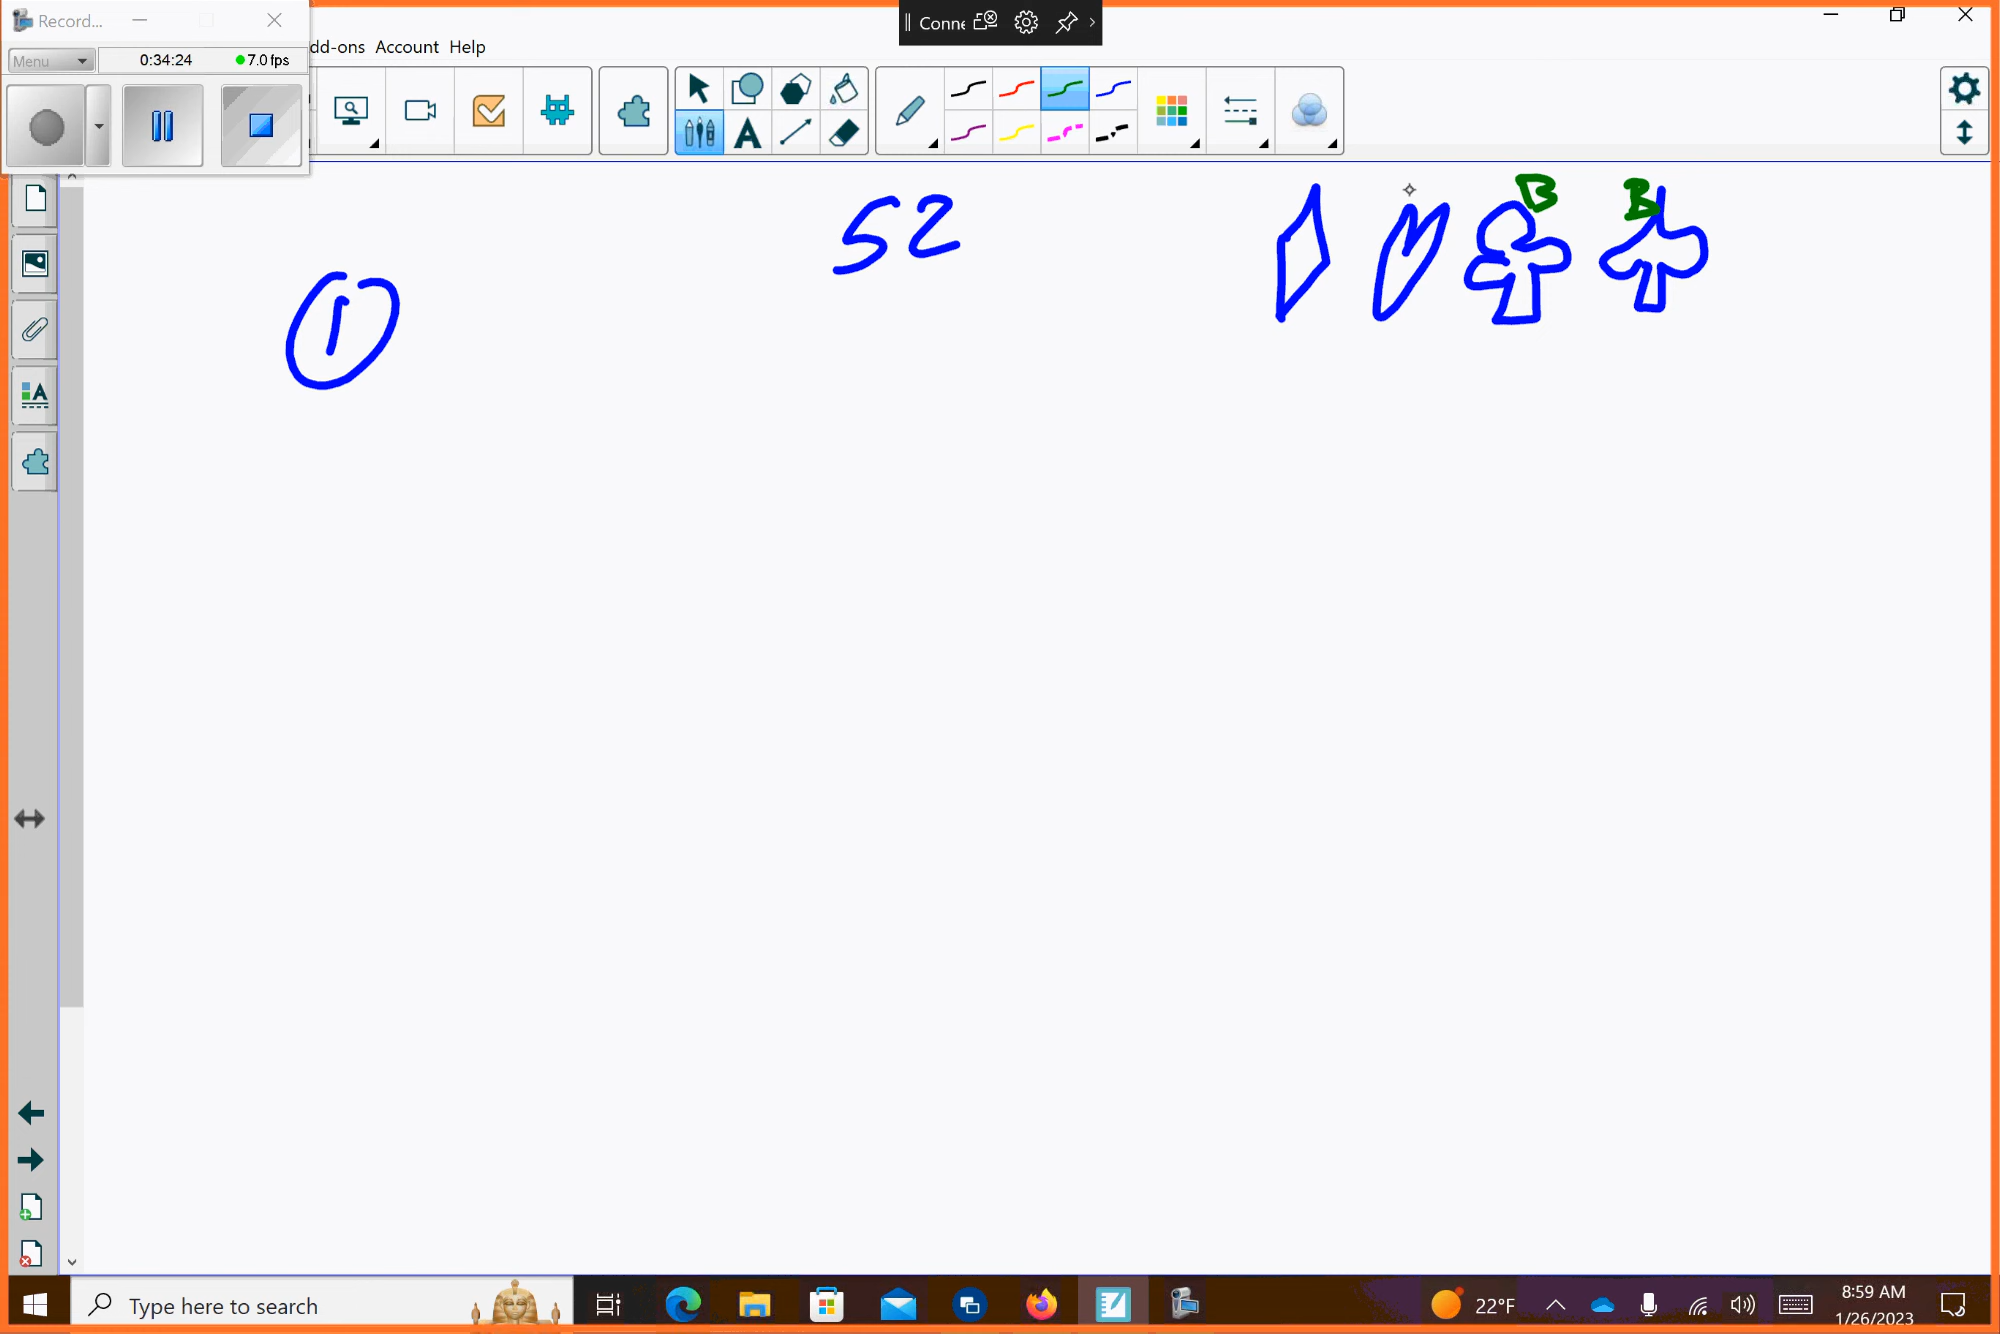 Record...
Conne
dd-ons Account Help
Menu 0:34:24 7.0 fps
A
A
52
B B
1
Type here to search
22°F
8:59 AM
1/26/2023